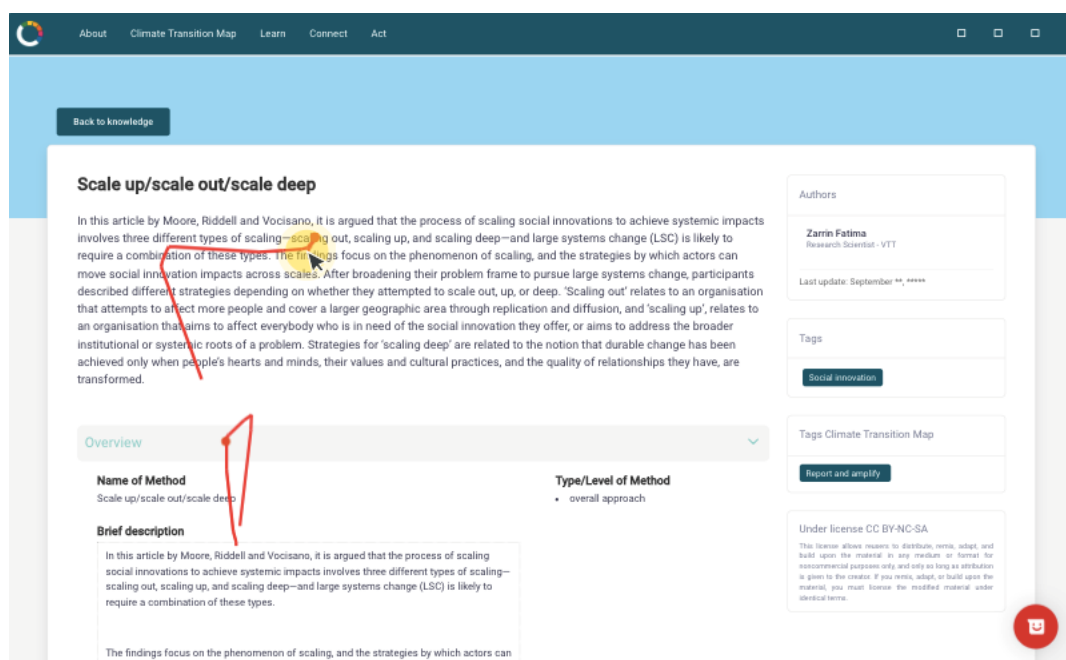 About Climate Transition Map Learn Connect Act
Back to knowledge
Scale up/scale out/scale deep
In this article by Moore, Riddell and Vocisano, it is argued that the process of scaling social innovations to achieve systemic impacts
involves three different types of scaling—scaling out, scaling up, and scaling deep—and large systems change (LSC) is likely to
require a combination of these types. The findings focus on the phenomenon of scaling, and the strategies by which actors can
move social innovation impacts across scales. After broadening their problem frame to pursue large systems change, participants
described different strategies depending on whether they attempted to scale out, up, or deep. ‘Scaling out’ relates to an organisation
that attempts to affect more people and cover a larger geographic area through replication and diffusion, and ‘scaling up’, relates to
an organisation that aims to affect everybody who is in need of the social innovation they offer, or aims to address the broader
institutional or systemic roots of a problem. Strategies for ‘scaling deep’ are related to the notion that durable change has been
achieved only when people’s hearts and minds, their values and cultural practices, and the quality of relationships they have, are
transformed.
Overview
Name of Method
Scale up/scale out/scale deep
Type/Level of Method
• overall approach
Brief description
In this article by Moore, Riddell and Vocisano, it is argued that the process of scaling
social innovations to achieve systemic impacts involves three different types of scaling—
scaling out, scaling up, and scaling deep—and large systems change (LSC) is likely to
require a combination of these types.
The findings focus on the phenomenon of scaling, and the strategies by which actors can
Authors
Zarrin Fatima
Research Scientist - VTT
Last update: September **, *****
Tags
Social innovation
Tags Climate Transition Map
Report and amplify
Under license CC BY-NC-SA
This license allows reusers to distribute, remix, adapt, and
build upon the material in any medium or format for
noncommercial purposes only, and only so long as attribution
is given to the creator. If you remix, adapt, or build upon the
material, you must license the modified material under
identical terms.